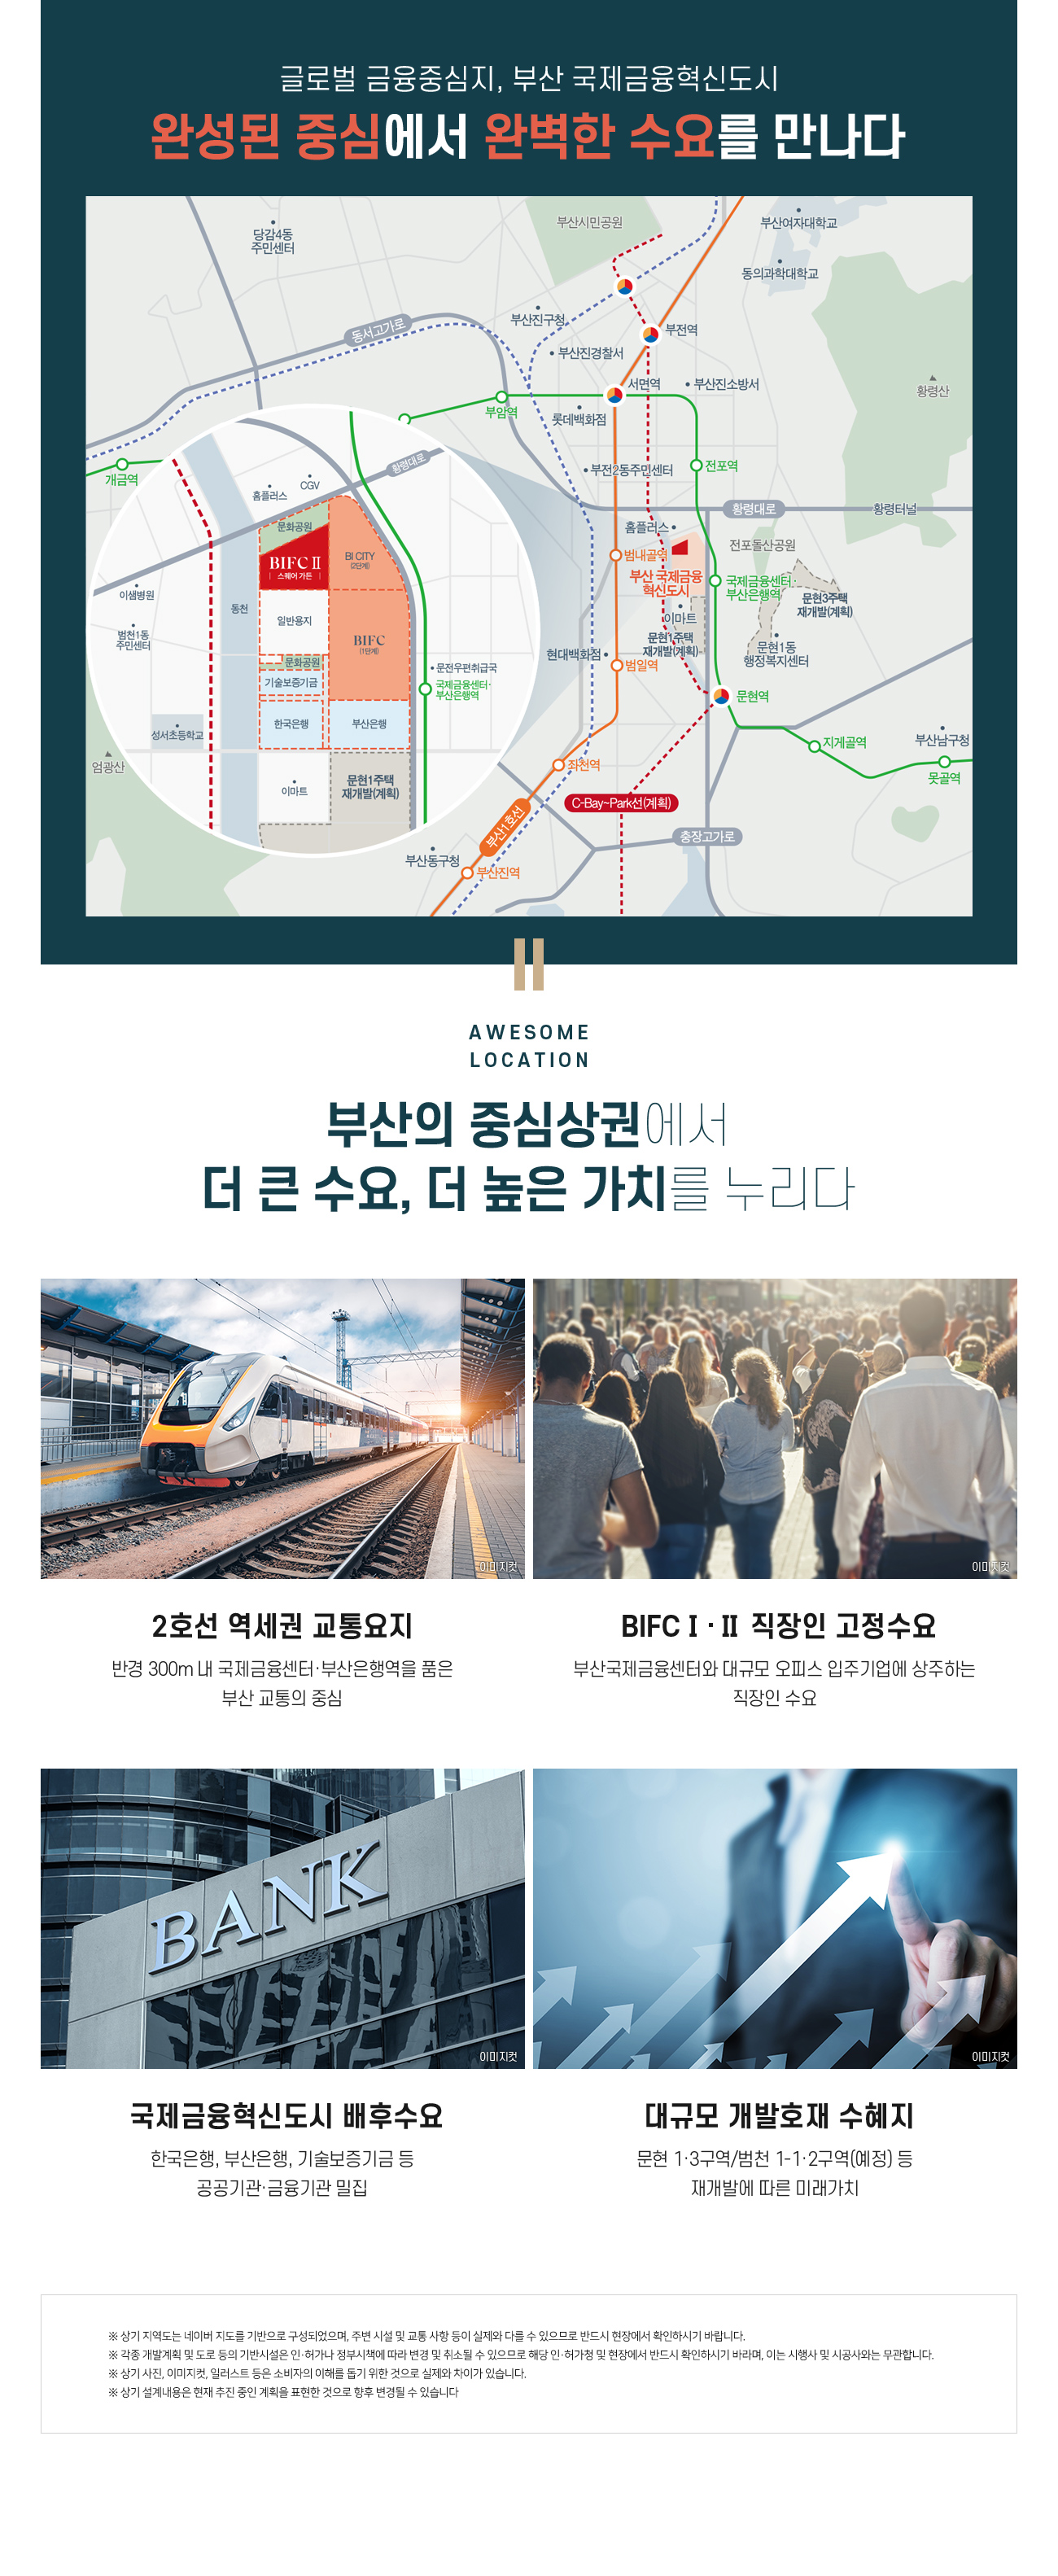 글로벌 금융중심지, 부산 국제금융혁신도시
완성된 중심에서 완벽한 수요를 만나다
당감4동
주민센터
부산시민공원
부산여자대학교
동의과학대학교
동서고가로
부산진구청
부전역
부산진경찰서
서면역
부산진소방서
황령산
부암역
롯데백화점
개금역
부전2동주민센터
전포역
황령대로
황령터널
홈플러스
전포돌산공원
범내골역
부산 국제금융
혁신도시
국제금융센터·
부산은행역
문현3주택
재개발(계획)
이마트
문현1주택
재개발(계획)
문현1동
행정복지센터
현대백화점
범일역
문현역
지게골역
부산남구청
못골역
좌천역
C-Bay~Park선(계획)
부산1호선
충장고가로
부산동구청
부산진역
엄광산
황령대로
CGV
홈플러스
문화공원
BIFC II
스퀘어 가든
BI CITY
(2단계)
이샘병원
동천
일반용지
범천1동
주민센터
BIFC
(1단계)
문화공원
기술보증기금
문전우편취급국
국제금융센터·
부산은행역
한국은행
부산은행
성서초등학교
이마트
문현1주택
재개발(계획)
AWESOME
LOCATION
부산의 중심상권에서
더 큰 수요, 더 높은 가치를 누리다
이미지컷
이미지컷
2호선 역세권 교통요지
반경 300m 내 국제금융센터·부산은행역을 품은
부산 교통의 중심
BIFC I · II 직장인 고정수요
부산국제금융센터와 대규모 오피스 입주기업에 상주하는
직장인 수요
BANK
이미지컷
이미지컷
국제금융혁신도시 배후수요
한국은행, 부산은행, 기술보증기금 등
공공기관·금융기관 밀집
대규모 개발호재 수혜지
문현 1·3구역/범천 1-1·2구역(예정) 등
재개발에 따른 미래가치
※ 상기 지역도는 네이버 지도를 기반으로 구성되었으며, 주변 시설 및 교통 사항 등이 실제와 다를 수 있으므로 반드시 현장에서 확인하시기 바랍니다.
※ 각종 개발계획 및 도로 등의 기반시설은 인·허가나 정부시책에 따라 변경 및 취소될 수 있으므로 해당 인·허가청 및 현장에서 반드시 확인하시기 바라며, 이는 시행사 및 시공사와는 무관합니다.
※ 상기 사진, 이미지컷, 일러스트 등은 소비자의 이해를 돕기 위한 것으로 실제와 차이가 있습니다.
※ 상기 설계내용은 현재 추진 중인 계획을 표현한 것으로 향후 변경될 수 있습니다